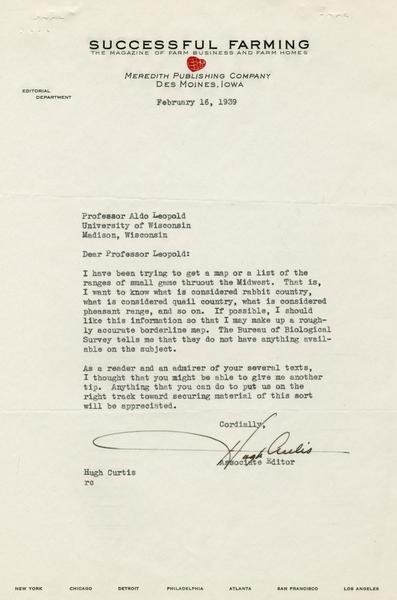 SUCCESSFUL FARMING
THE MAGAZINE OF FARM BUSINESS AND FARM HOMES
MEREDITH PUBLISHING COMPANY
DES MOINES, IOWA
EDITORIAL
DEPARTMENT
February 16, 1939
Professor Aldo Leopold
University of Wisconsin
Madison, Wisconsin
Dear Professor Leopold:
I have been trying to get a map or a list of the
ranges of small game thruout the Midwest. That is,
I want to know what is considered rabbit country,
what is considered quail country, what is considered
pheasant range, and so on. If possible, I should
like this information so that I may make up a rough-
ly accurate borderline map. The Bureau of Biological
Survey tells me that they do not have anything avail-
able on the subject.
As a reader and an admirer of your several texts,
I thought that you might be able to give me another
tip. Anything that you can do to put us on the
right track toward securing material of this sort
will be appreciated.
Cordially,
Hugh Curtis
Associate Editor
Hugh Curtis
rc
NEW YORK CHICAGO DETROIT PHILADELPHIA ATLANTA SAN FRANCISCO LOS ANGELES